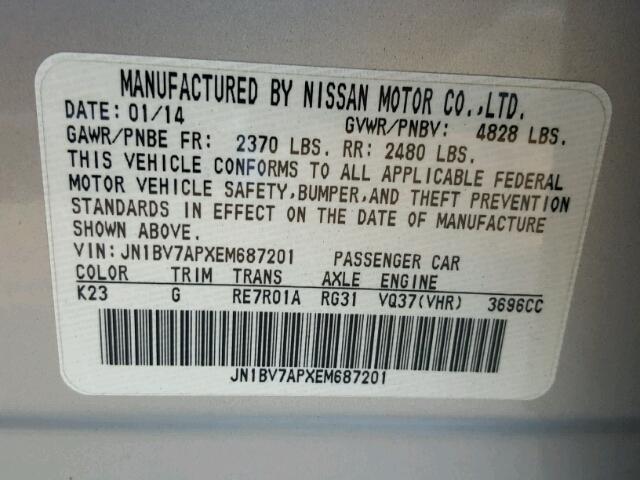 MANUFACTURED BY NISSAN MOTOR CO.,LTD.
DATE: 01/14 GVWR/PNBV: 4828 LBS.
GAWR/PNBE FR: 2370 LBS. RR: 2480 LBS.
THIS VEHICLE CONFORMS TO ALL APPLICABLE FEDERAL
MOTOR VEHICLE SAFETY,BUMPER,AND THEFT PREVENTION
STANDARDS IN EFFECT ON THE DATE OF MANUFACTURE
SHOWN ABOVE.
VIN: JN1BV7APXEM687201 PASSENGER CAR
COLOR TRIM TRANS AXLE ENGINE
K23 G RE7R01A RG31 VQ37(VHR) 3696CC
JN1BV7APXEM687201